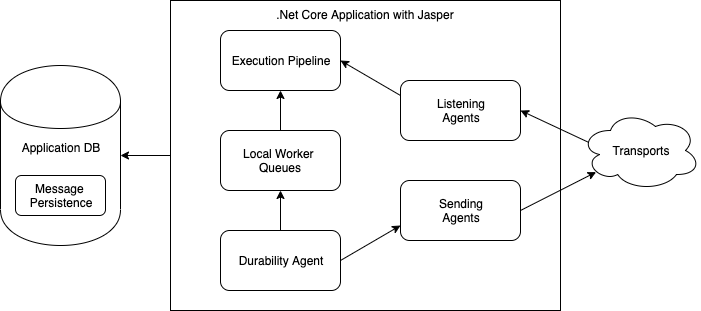 .Net Core Application with Jasper
Execution Pipeline
Listening
Agents
Application DB
Local Worker
Queues
Transports
Message
Persistence
Sending
Agents
Durability Agent